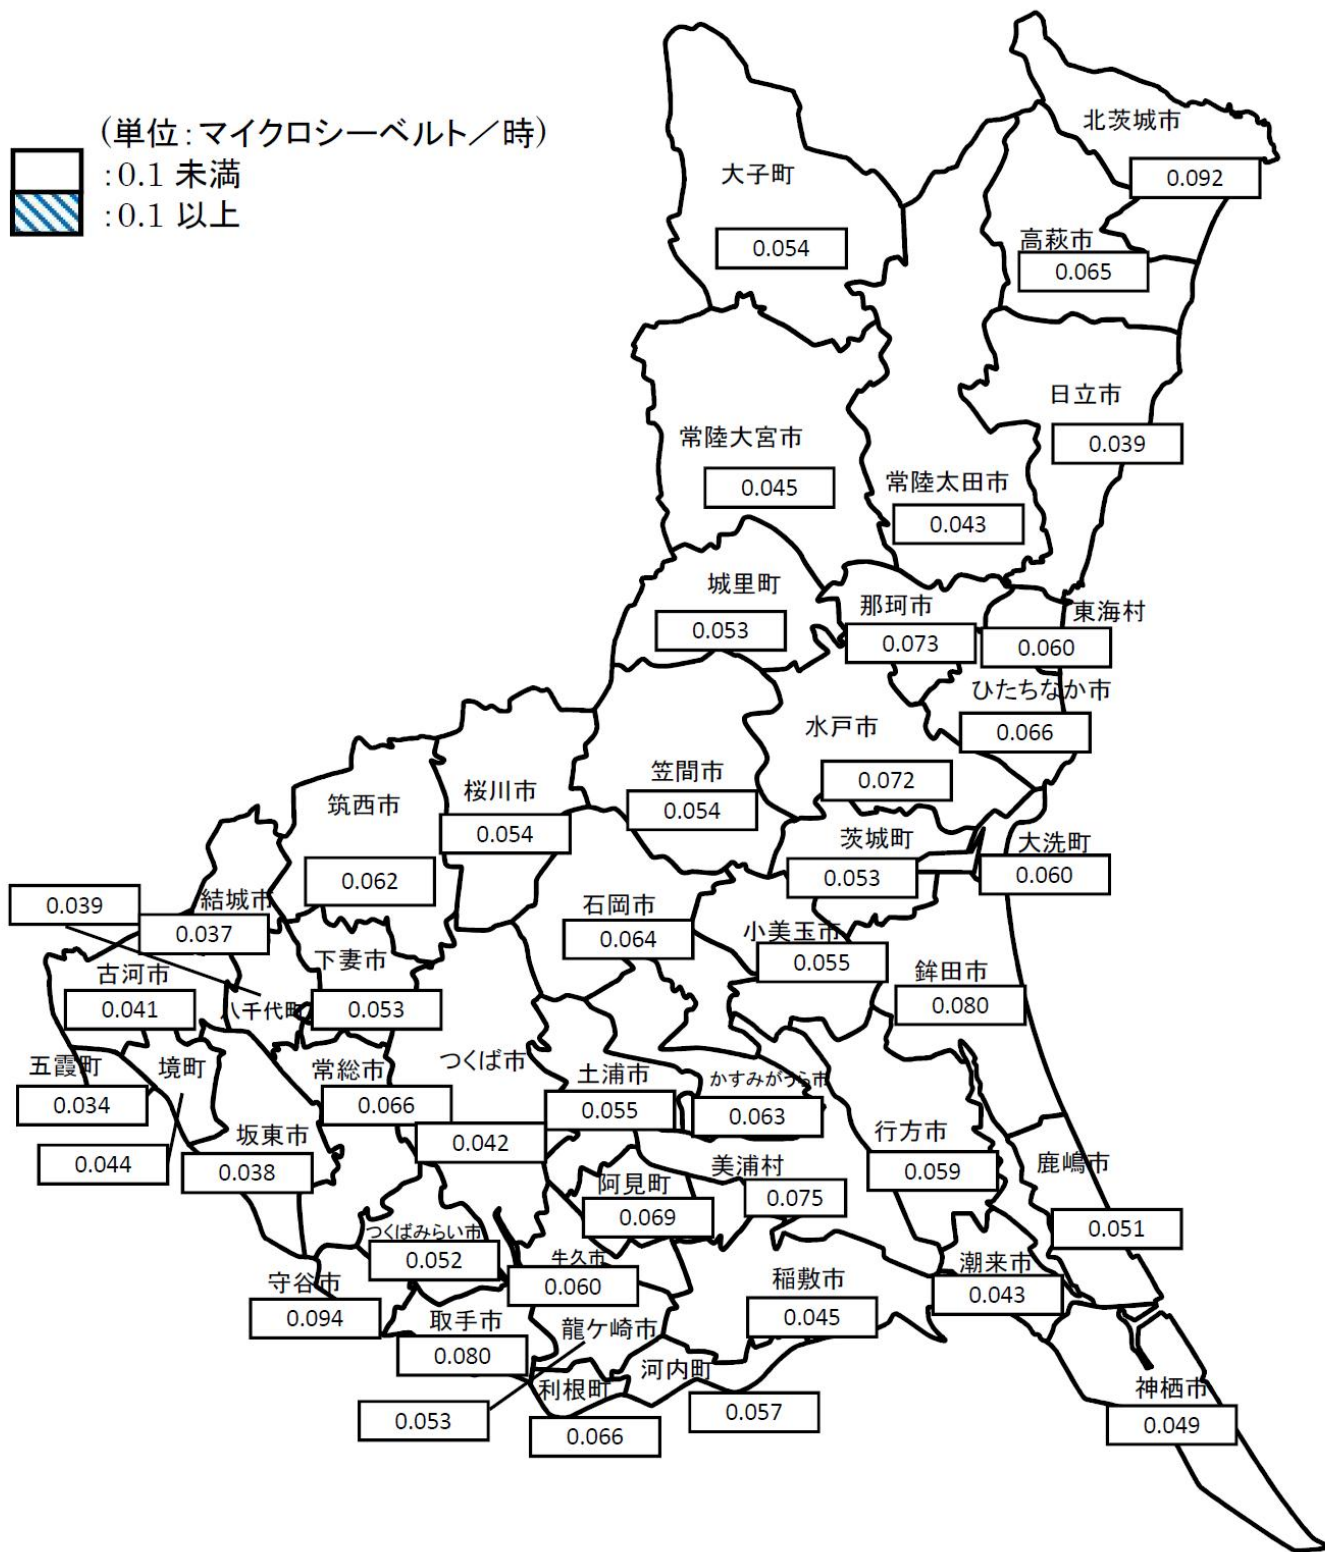 (単位:マイクロシーベルト／時)
:0.1 未満
:0.1 以上
北茨城市
0.092
大子町
0.054
高萩市
0.065
日立市
0.039
常陸大宮市
0.045
常陸太田市
0.043
城里町
0.053
那珂市
0.073
東海村
0.060
ひたちなか市
0.066
水戸市
0.072
笠間市
0.054
桜川市
0.054
筑西市
0.062
茨城町
0.053
大洗町
0.060
結城市
0.037
0.039
八千代町
石岡市
0.064
小美玉市
0.055
下妻市
0.053
古河市
0.041
鉾田市
0.080
五霞町
0.034
境町
0.044
常総市
0.066
つくば市
0.042
土浦市
0.055
かすみがうら市
0.063
坂東市
0.038
行方市
0.059
鹿嶋市
0.051
阿見町
0.069
美浦村
0.075
つくばみらい市
0.052
牛久市
0.060
稲敷市
0.045
潮来市
0.043
守谷市
0.094
取手市
0.080
龍ケ崎市
0.053
利根町
0.066
河内町
0.057
神栖市
0.049